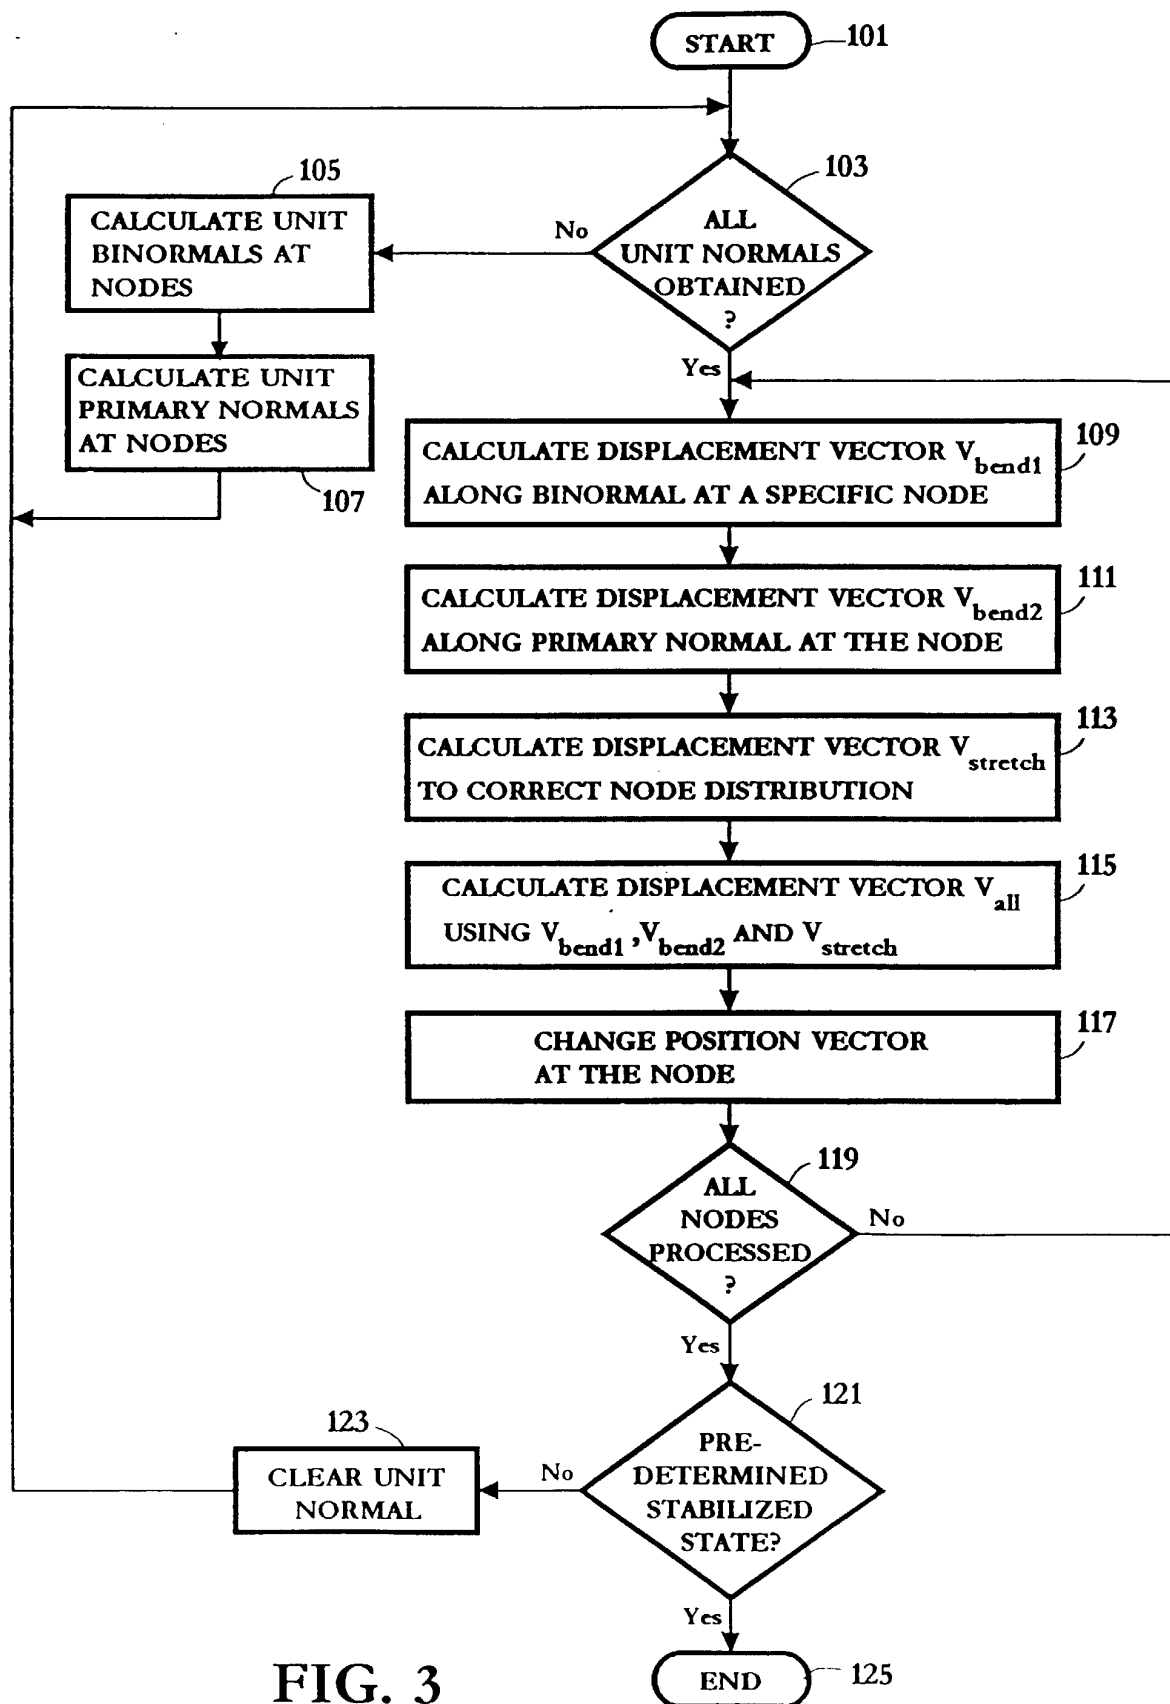 START
101
105
CALCULATE UNIT
BINORMALS AT
NODES
103
ALL
UNIT NORMALS
OBTAINED
?
No
Yes
CALCULATE UNIT
PRIMARY NORMALS
AT NODES
107
109
CALCULATE DISPLACEMENT VECTOR V_bend1
ALONG BINORMAL AT A SPECIFIC NODE
111
CALCULATE DISPLACEMENT VECTOR V_bend2
ALONG PRIMARY NORMAL AT THE NODE
113
CALCULATE DISPLACEMENT VECTOR V_stretch
TO CORRECT NODE DISTRIBUTION
115
CALCULATE DISPLACEMENT VECTOR V_all
USING V_bend1, V_bend2 AND V_stretch
117
CHANGE POSITION VECTOR
AT THE NODE
119
ALL
NODES
PROCESSED
?
No
Yes
121
PRE-
DETERMINED
STABILIZED
STATE?
No
123
CLEAR UNIT
NORMAL
Yes
END
125
FIG. 3